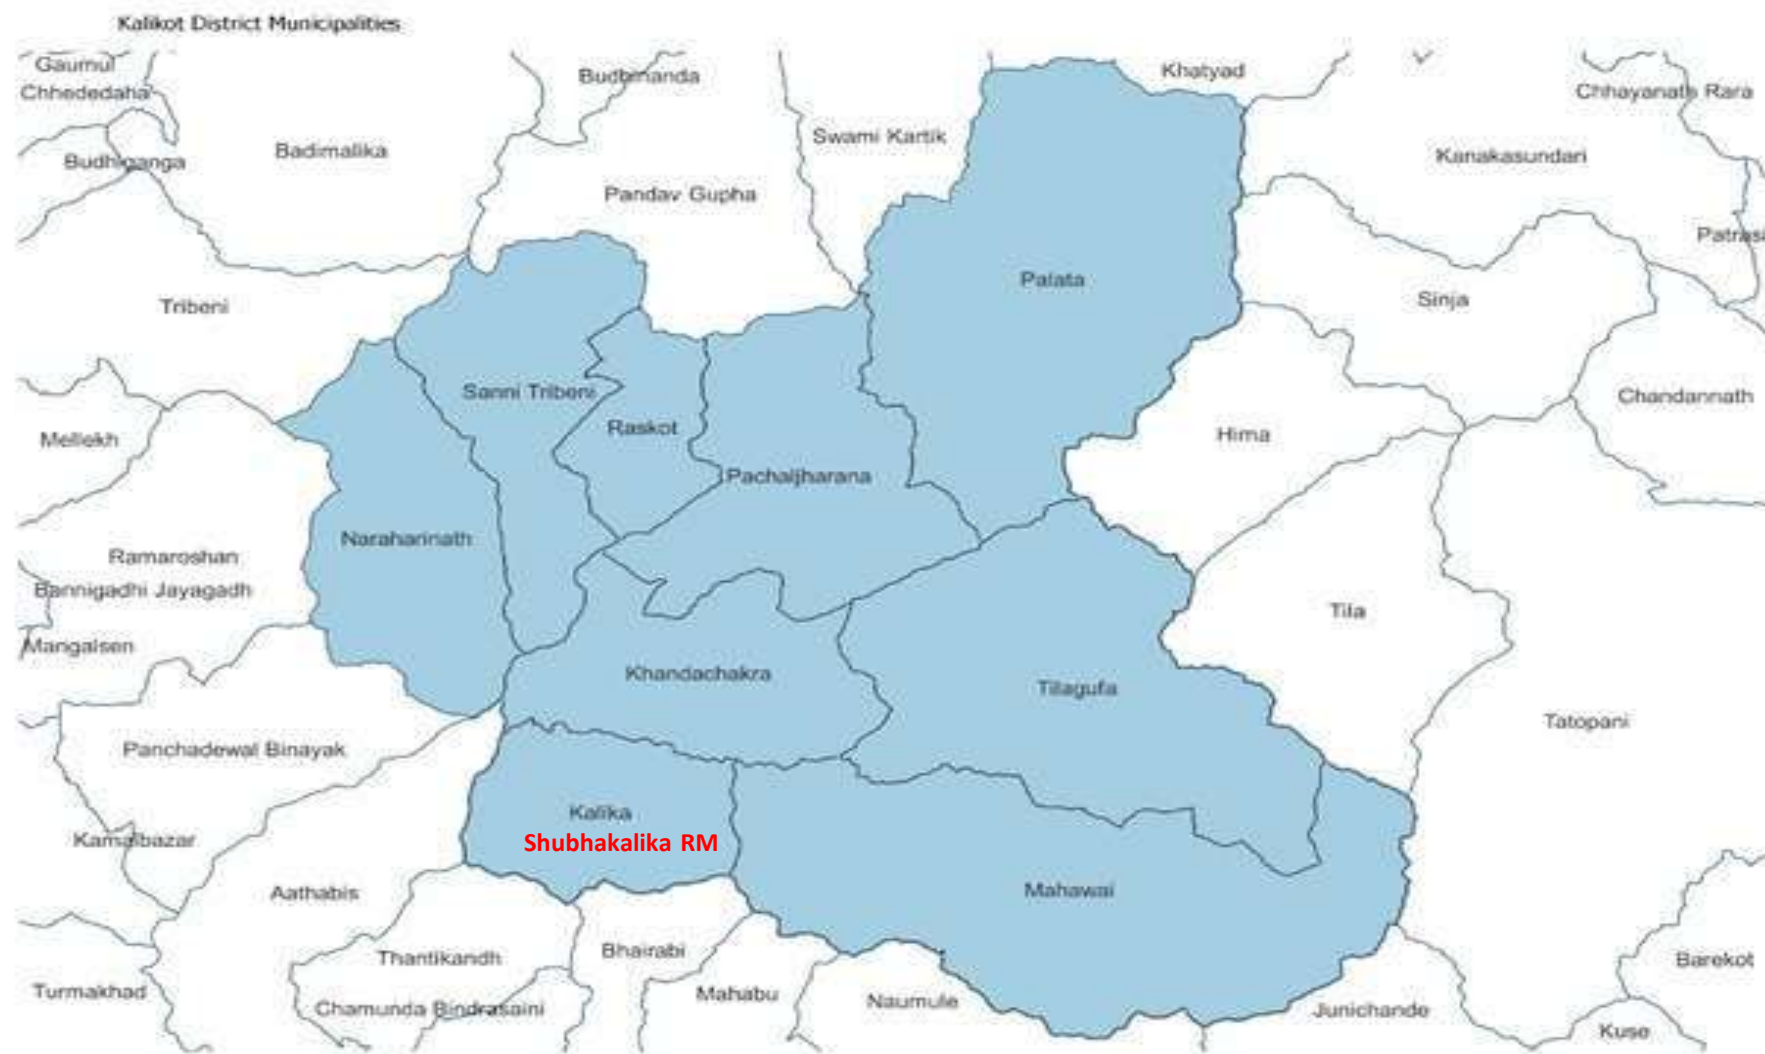 Kalikot District Municipalities
Gaumul
Budhinanda
Khatyad
Chhededaha
Chhayanath Rara
Swami Kartik
Budhiganga
Badimalika
Kanakasundari
Pandav Gupha
Patrasi
Palata
Sinja
Tribeni
Sanni Tribeni
Chandannath
Raskot
Mellekh
Hima
Pachaljharana
Naraharinath
Ramaroshan
Bannigadhi Jayagadh
Tila
Mangalsen
Khandachakra
Tilagufa
Tatopani
Panchadewal Binayak
Kalika
Shubhakalika RM
Kamalbazar
Aathabis
Mahawai
Bhairabi
Thantikandh
Barekot
Turmakhad
Mahabu
Naumule
Chamunda Bindrasaini
Junichande
Kuse